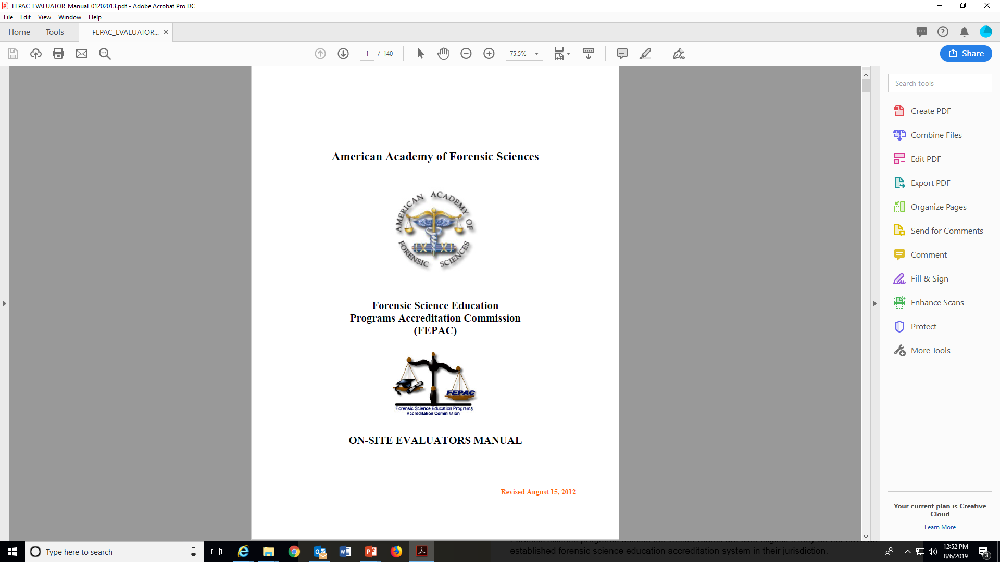 FEPAC_EVALUATOR_Manual_01202013.pdf - Adobe Acrobat Pro DC
File Edit View Window Help
Home Tools FEPAC_EVALUATOR...
1 / 140 75.5% Share
American Academy of Forensic Sciences
AMERICAN ACADEMY OF FORENSIC SCIENCES
Forensic Science Education
Programs Accreditation Commission
(FEPAC)
FEPAC
Forensic Science Education Programs
Accreditation Commission
ON-SITE EVALUATORS MANUAL
Revised August 15, 2012
Search tools
Create PDF
Combine Files
Edit PDF
Export PDF
Organize Pages
Send for Comments
Comment
Fill & Sign
Enhance Scans
Protect
More Tools
Your current plan is Creative
Cloud
Learn More
Type here to search
established forensic science education accreditation system in their jurisdiction.
12:52 PM
8/6/2019
3